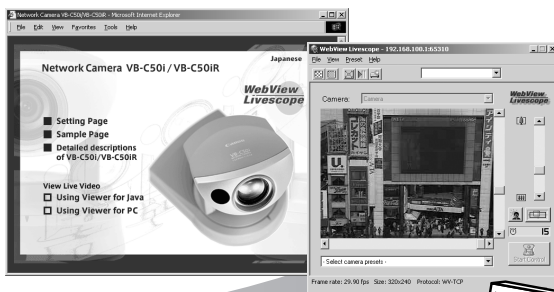 Network Camera VB-C50i/VB-C50iR - Microsoft Internet Explorer
File Edit View Favorites Tools Help
Japanese
Network Camera VB-C50i / VB-C50iR
WebView
Livescope
Setting Page
Sample Page
Detailed descriptions
of VB-C50i/VB-C50iR
View Live Video
Using Viewer for Java
Using Viewer for PC
WebView Livescope - 192.168.100.1:65310
File View Preset Help
Camera: Camera
WebView
Livescope
15
Start Control
- Select camera presets -
Frame rate: 29.90 fps Size: 320x240 Protocol: WV-TCP